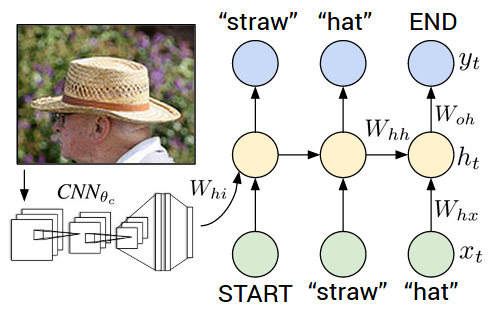 “straw” “hat” END
y_t
W_oh
W_hh
h_t
CNN_θc
W_hi
W_hx
x_t
START “straw” “hat”